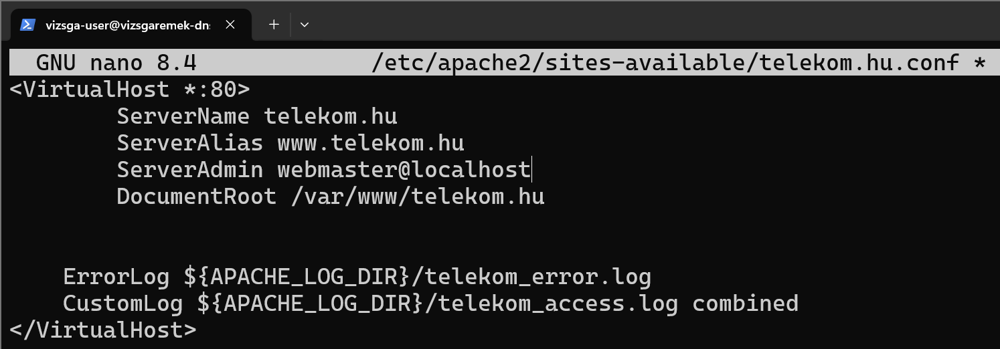 vizsga-user@vizsgaremek-dn
GNU nano 8.4 /etc/apache2/sites-available/telekom.hu.conf *
<VirtualHost *:80>
ServerName telekom.hu
ServerAlias www.telekom.hu
ServerAdmin webmaster@localhost
DocumentRoot /var/www/telekom.hu
ErrorLog ${APACHE_LOG_DIR}/telekom_error.log
CustomLog ${APACHE_LOG_DIR}/telekom_access.log combined
</VirtualHost>